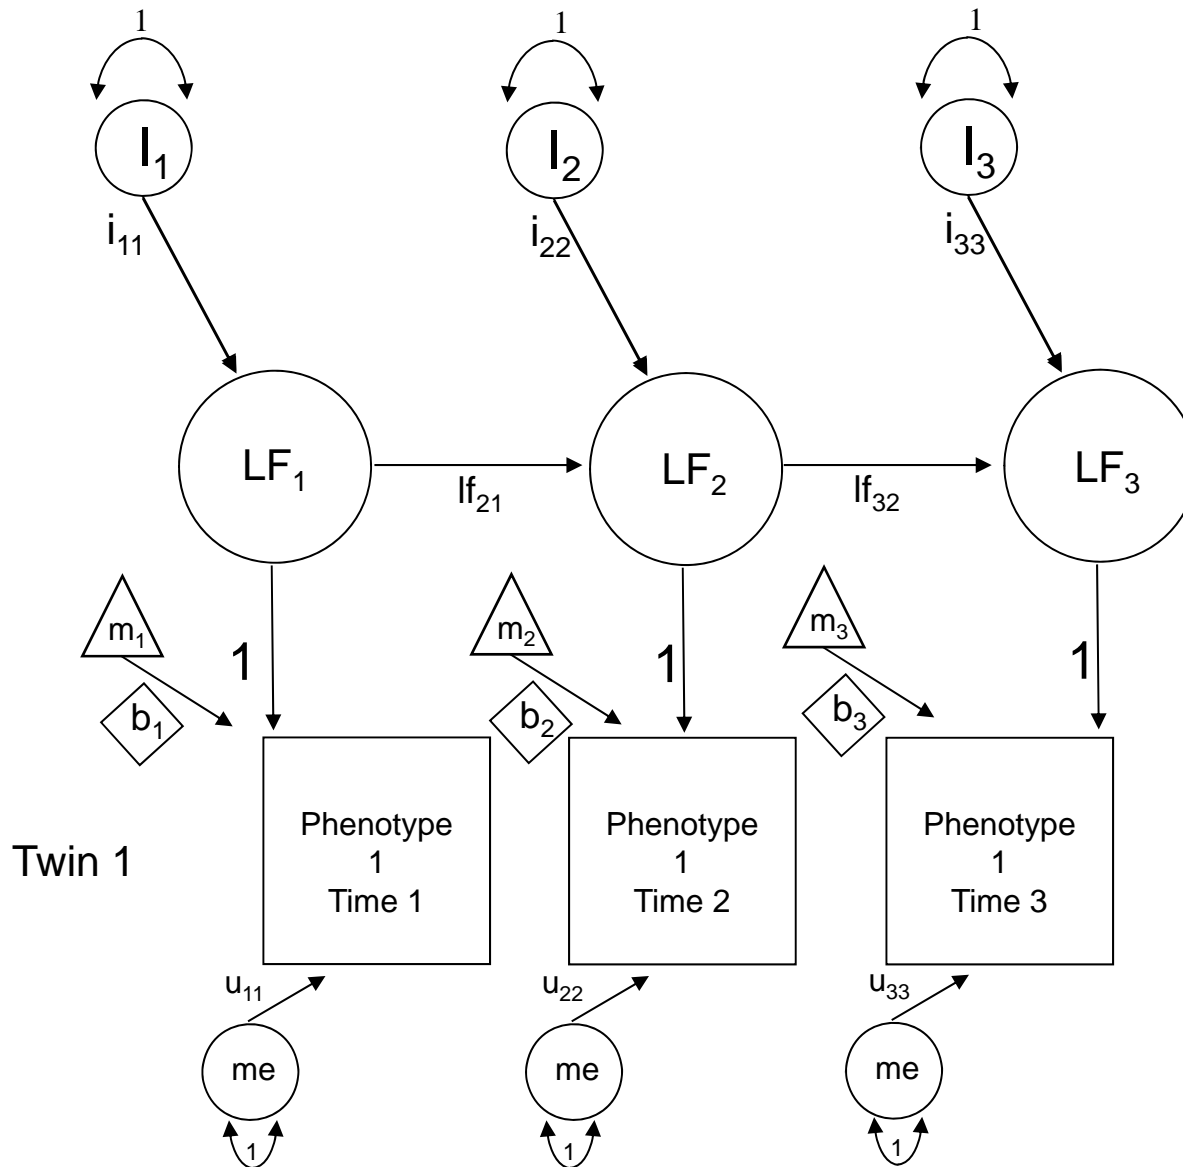 1 1 1
I₁ I₂ I₃
i₁₁ i₂₂ i₃₃
LF₁ LF₂ LF₃
lf₂₁ lf₃₂
m₁ m₂ m₃
1 1 1
b₁ b₂ b₃
Phenotype Phenotype Phenotype
Twin 1 1 1 1
Time 1 Time 2 Time 3
u₁₁ u₂₂ u₃₃
me me me
1 1 1